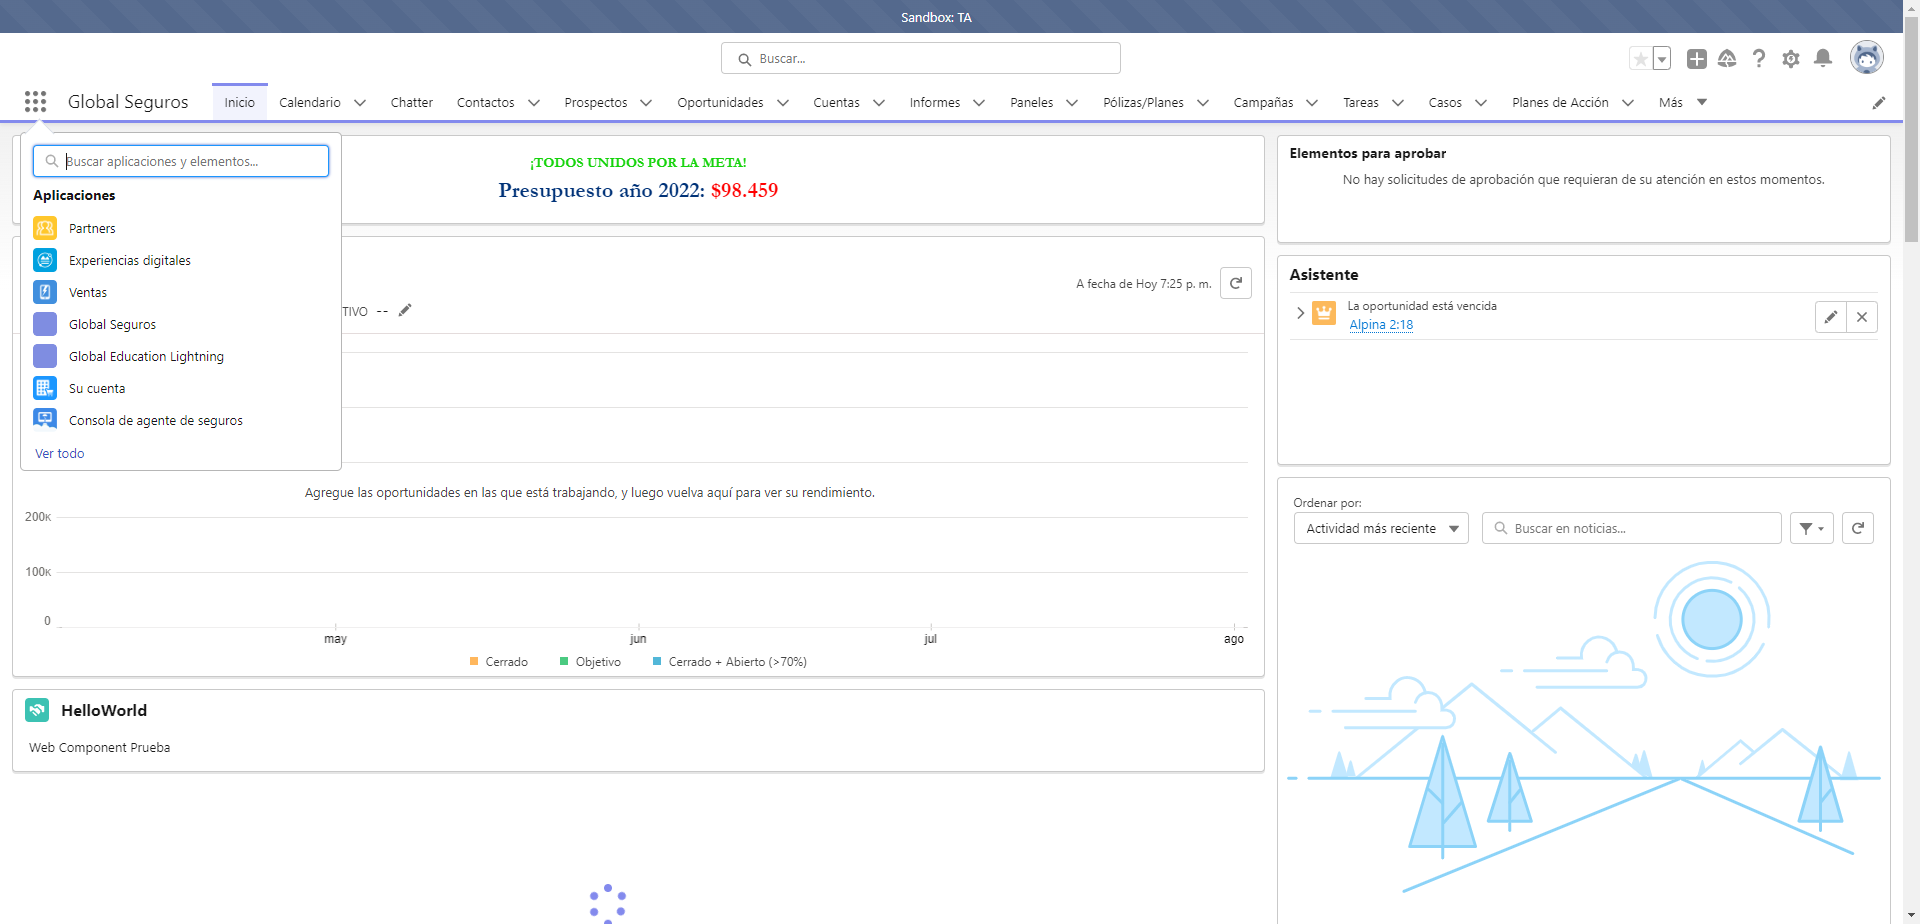 Sandbox: TA
Buscar...
Global Seguros
Inicio
Calendario
Chatter
Contactos
Prospectos
Oportunidades
Cuentas
Informes
Paneles
Pólizas/Planes
Campañas
Tareas
Casos
Planes de Acción
Más
Buscar aplicaciones y elementos...
Aplicaciones
Partners
Experiencias digitales
Ventas
Global Seguros
Global Education Lightning
Su cuenta
Consola de agente de seguros
Ver todo
¡TODOS UNIDOS POR LA META!
Presupuesto año 2022: $98.459
A fecha de Hoy 7:25 p. m.
TIVO --
Agregue las oportunidades en las que está trabajando, y luego vuelva aquí para ver su rendimiento.
200K
100K
0
may
jun
jul
ago
Cerrado
Objetivo
Cerrado + Abierto (>70%)
HelloWorld
Web Component Prueba
Elementos para aprobar
No hay solicitudes de aprobación que requieran de su atención en estos momentos.
Asistente
La oportunidad está vencida
Alpina 2:18
Ordenar por:
Actividad más reciente
Buscar en noticias...